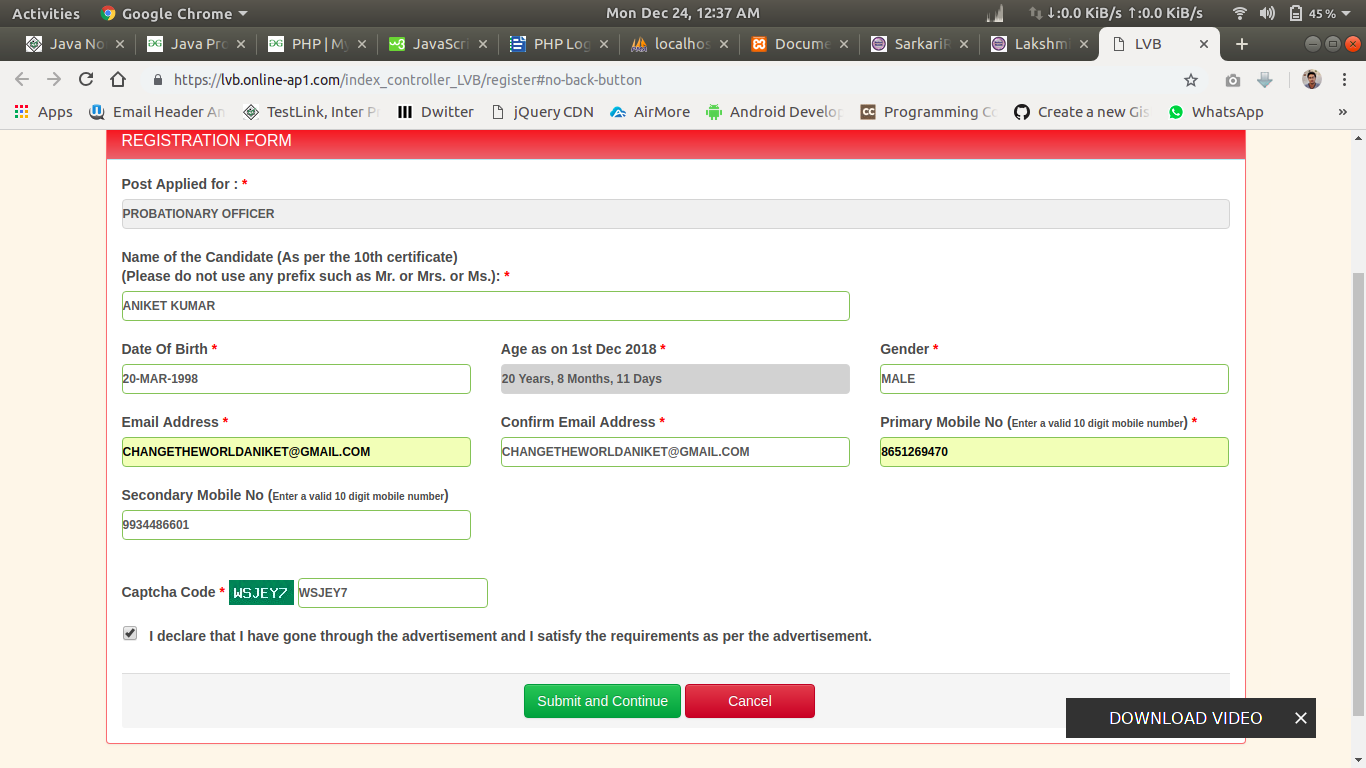 Activities Google Chrome Mon Dec 24, 12:37 AM ↓:0.0 KiB/s ↑:0.0 KiB/s 45 %
Java No Java Pro PHP | My JavaScri PHP Log localhos Docume SarkariR Lakshmi LVB
https://lvb.online-ap1.com/index_controller_LVB/register#no-back-button
Apps Email Header An TestLink, Inter Pr Dwitter jQuery CDN AirMore Android Develop Programming Co Create a new Gis WhatsApp »
REGISTRATION FORM
Post Applied for : *
PROBATIONARY OFFICER
Name of the Candidate (As per the 10th certificate)
(Please do not use any prefix such as Mr. or Mrs. or Ms.): *
ANIKET KUMAR
Date Of Birth * Age as on 1st Dec 2018 * Gender *
20-MAR-1998 20 Years, 8 Months, 11 Days MALE
Email Address * Confirm Email Address * Primary Mobile No (Enter a valid 10 digit mobile number) *
CHANGETHEWORLDANIKET@GMAIL.COM CHANGETHEWORLDANIKET@GMAIL.COM 8651269470
Secondary Mobile No (Enter a valid 10 digit mobile number)
9934486601
Captcha Code * WSJEY7 WSJEY7
I declare that I have gone through the advertisement and I satisfy the requirements as per the advertisement.
Submit and Continue Cancel
DOWNLOAD VIDEO